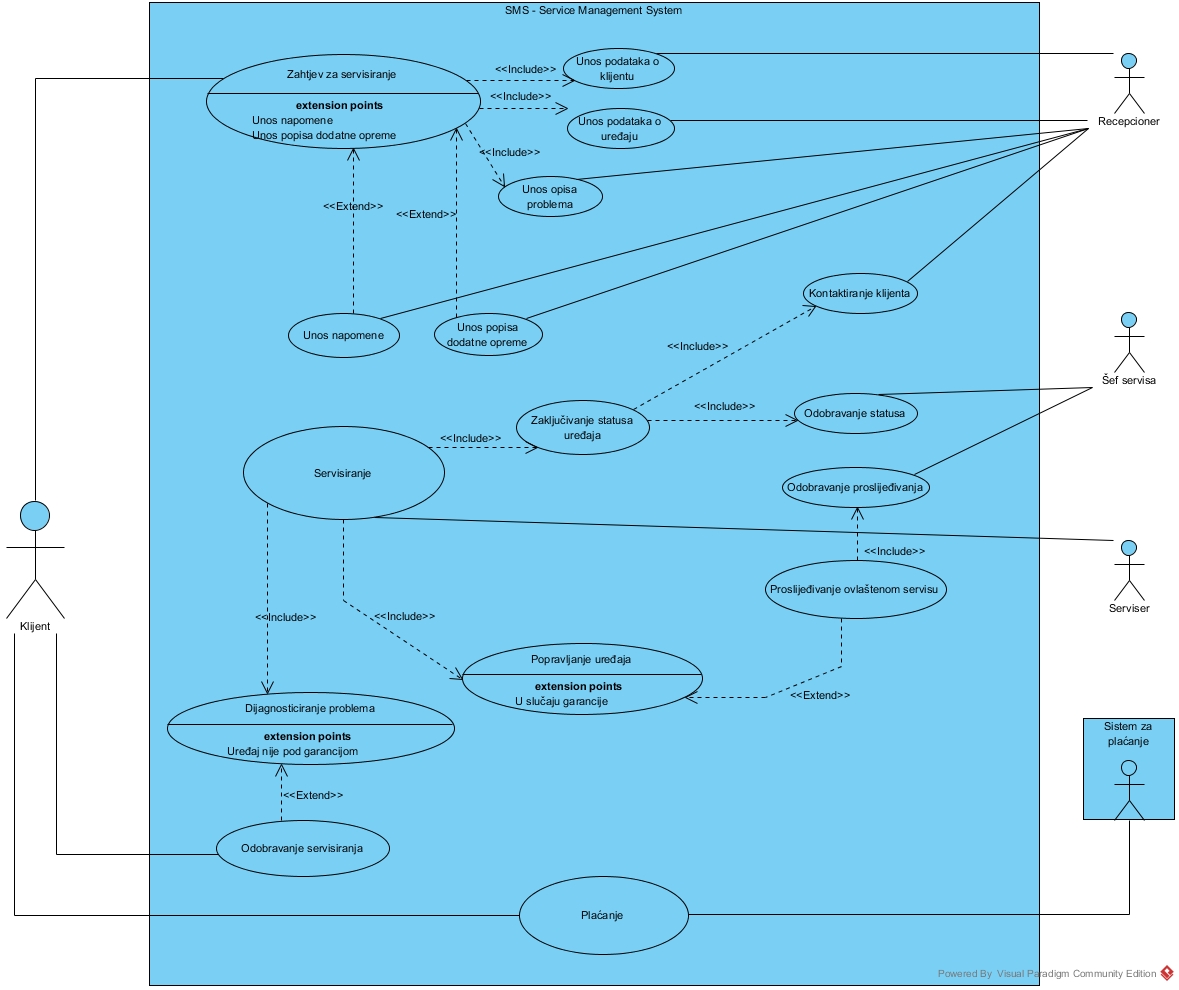 SMS - Service Management System
Zahtjev za servisiranje
extension points
Unos napomene
Unos popisa dodatne opreme
<<Include>>
Unos podataka o
klijentu
<<Include>>
Unos podataka o
uređaju
<<Include>>
Unos opisa
problema
Recepcioner
<<Extend>>
<<Extend>>
Unos napomene
Unos popisa
dodatne opreme
Kontaktiranje klijenta
<<Include>>
Šef servisa
Zaključivanje statusa
uređaja
<<Include>>
Odobravanje statusa
<<Include>>
Servisiranje
Odobravanje proslijeđivanja
<<Include>>
Proslijeđivanje ovlaštenom servisu
Serviser
Klijent
<<Include>>
<<Include>>
Popravljanje uređaja
extension points
U slučaju garancije
<<Extend>>
Dijagnosticiranje problema
extension points
Uređaj nije pod garancijom
<<Extend>>
Odobravanje servisiranja
Sistem za
plaćanje
Plaćanje
Powered By Visual Paradigm Community Edition